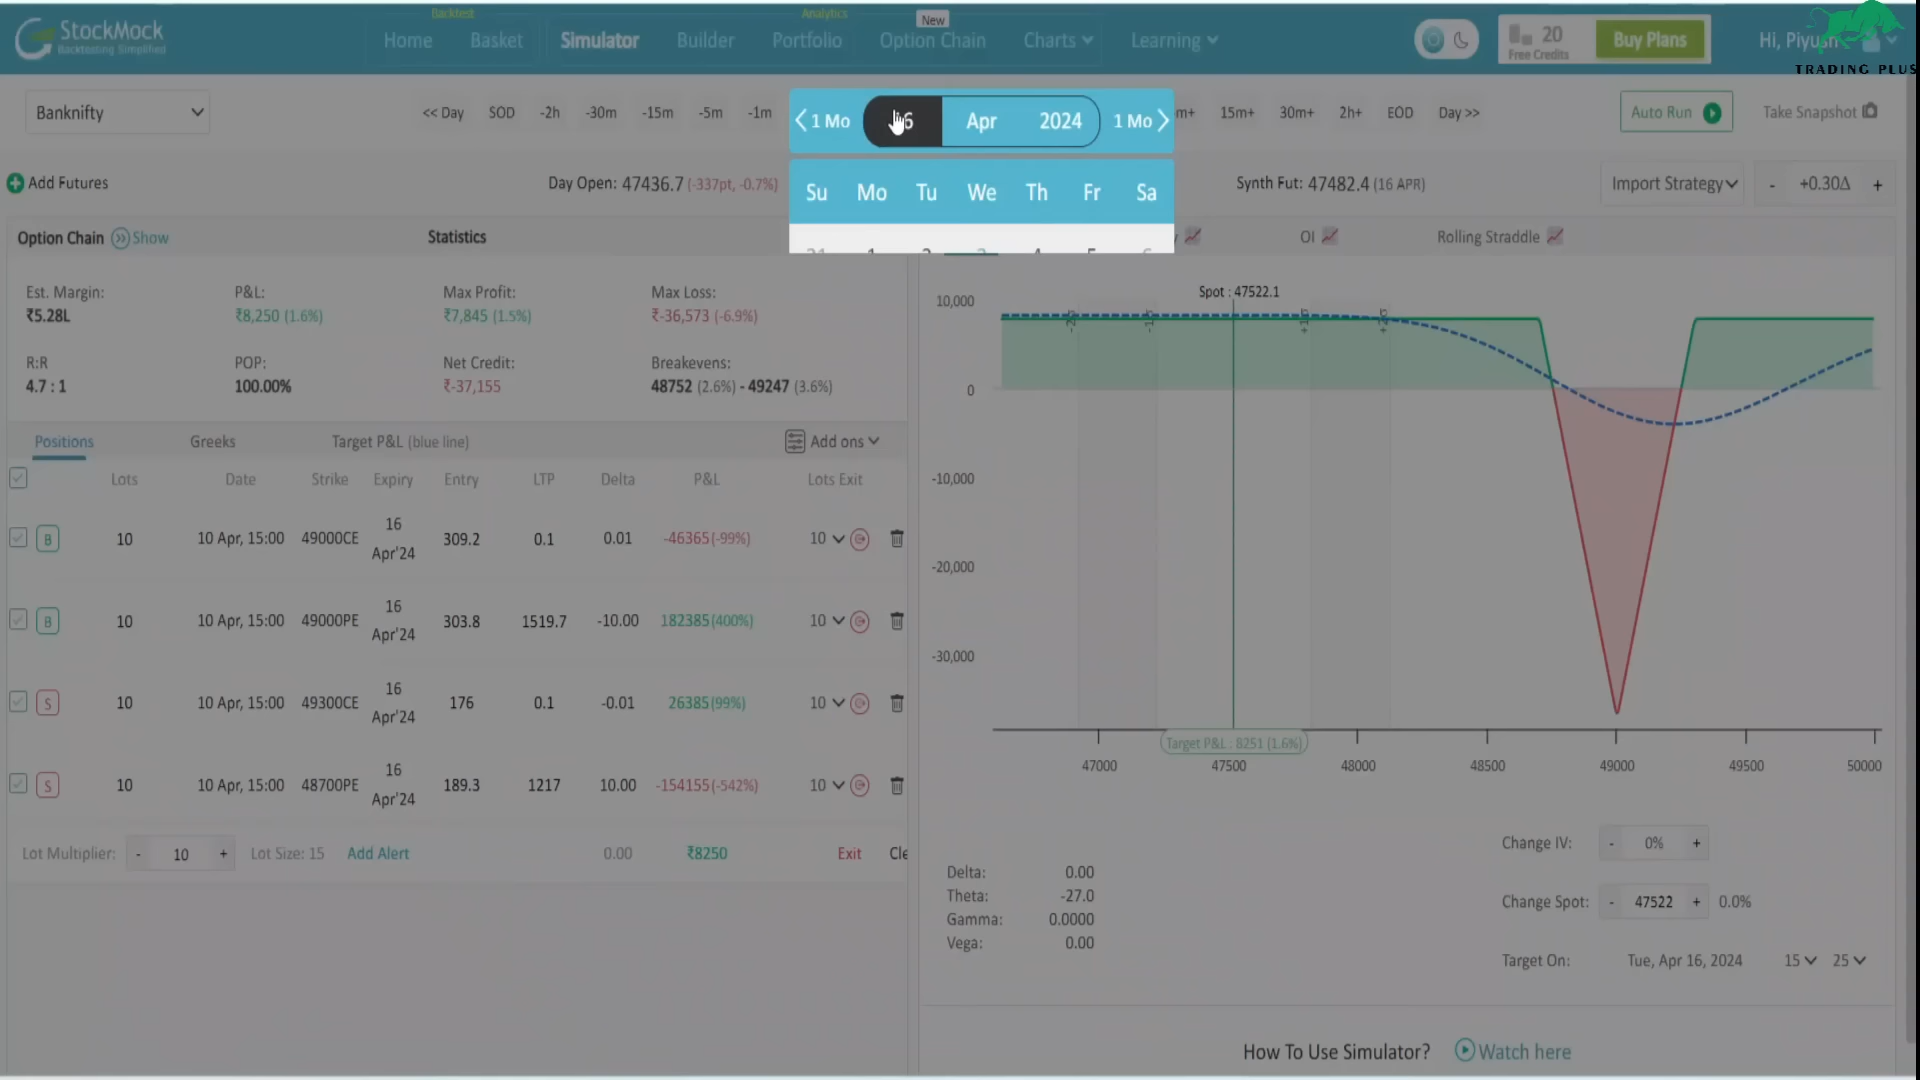 StockMock
Backtesting Simplified
Backtest
Home
Basket
Simulator
Builder
Analytics
Portfolio
New
Option Chain
Charts
Learning
20
Free Credits
Buy Plans
Hi, Piyush
TRADING PLUS
Banknifty
<< Day
SOD
-2h
-30m
-15m
-5m
-1m
1 Mo
Apr
2024
1 Mo
15m+
30m+
2h+
EOD
Day >>
Auto Run
Take Snapshot
Add Futures
Day Open: 47436.7 (-337pt, -0.7%)
Su Mo Tu We Th Fr Sa
Synth Fut: 47482.4 (16 APR)
Import Strategy
- +0.30Δ +
Option Chain Show
Statistics
31 1 2 3 4 5 6
OI
Rolling Straddle
Est. Margin: P&L: Max Profit: Max Loss:
₹5.28L ₹8,250 (1.6%) ₹7,845 (1.5%) ₹-36,573 (-6.9%)
R:R POP: Net Credit: Breakevens:
4.7 : 1 100.00% ₹-37,155 48752 (2.6%) - 49247 (3.6%)
Positions Greeks Target P&L (blue line) Add ons
Lots Date Strike Expiry Entry LTP Delta P&L Lots Exit
B 10 10 Apr, 15:00 49000CE 16 Apr'24 309.2 0.1 0.01 -46365(-99%) 10
B 10 10 Apr, 15:00 49000PE 16 Apr'24 303.8 1519.7 -10.00 182385(400%) 10
S 10 10 Apr, 15:00 49300CE 16 Apr'24 176 0.1 -0.01 26385(99%) 10
S 10 10 Apr, 15:00 48700PE 16 Apr'24 189.3 1217 10.00 -154155(-542%) 10
Lot Multiplier: - 10 + Lot Size: 15 Add Alert 0.00 ₹8250 Exit Cle
Spot : 47522.1
10,000
0
-10,000
-20,000
-30,000
Target P&L : 8251 (1.6%)
47000 47500 48000 48500 49000 49500 50000
Delta: 0.00
Theta: -27.0
Gamma: 0.0000
Vega: 0.00
Change IV: - 0% +
Change Spot: - 47522 + 0.0%
Target On: Tue, Apr 16, 2024 15 25
How To Use Simulator? Watch here